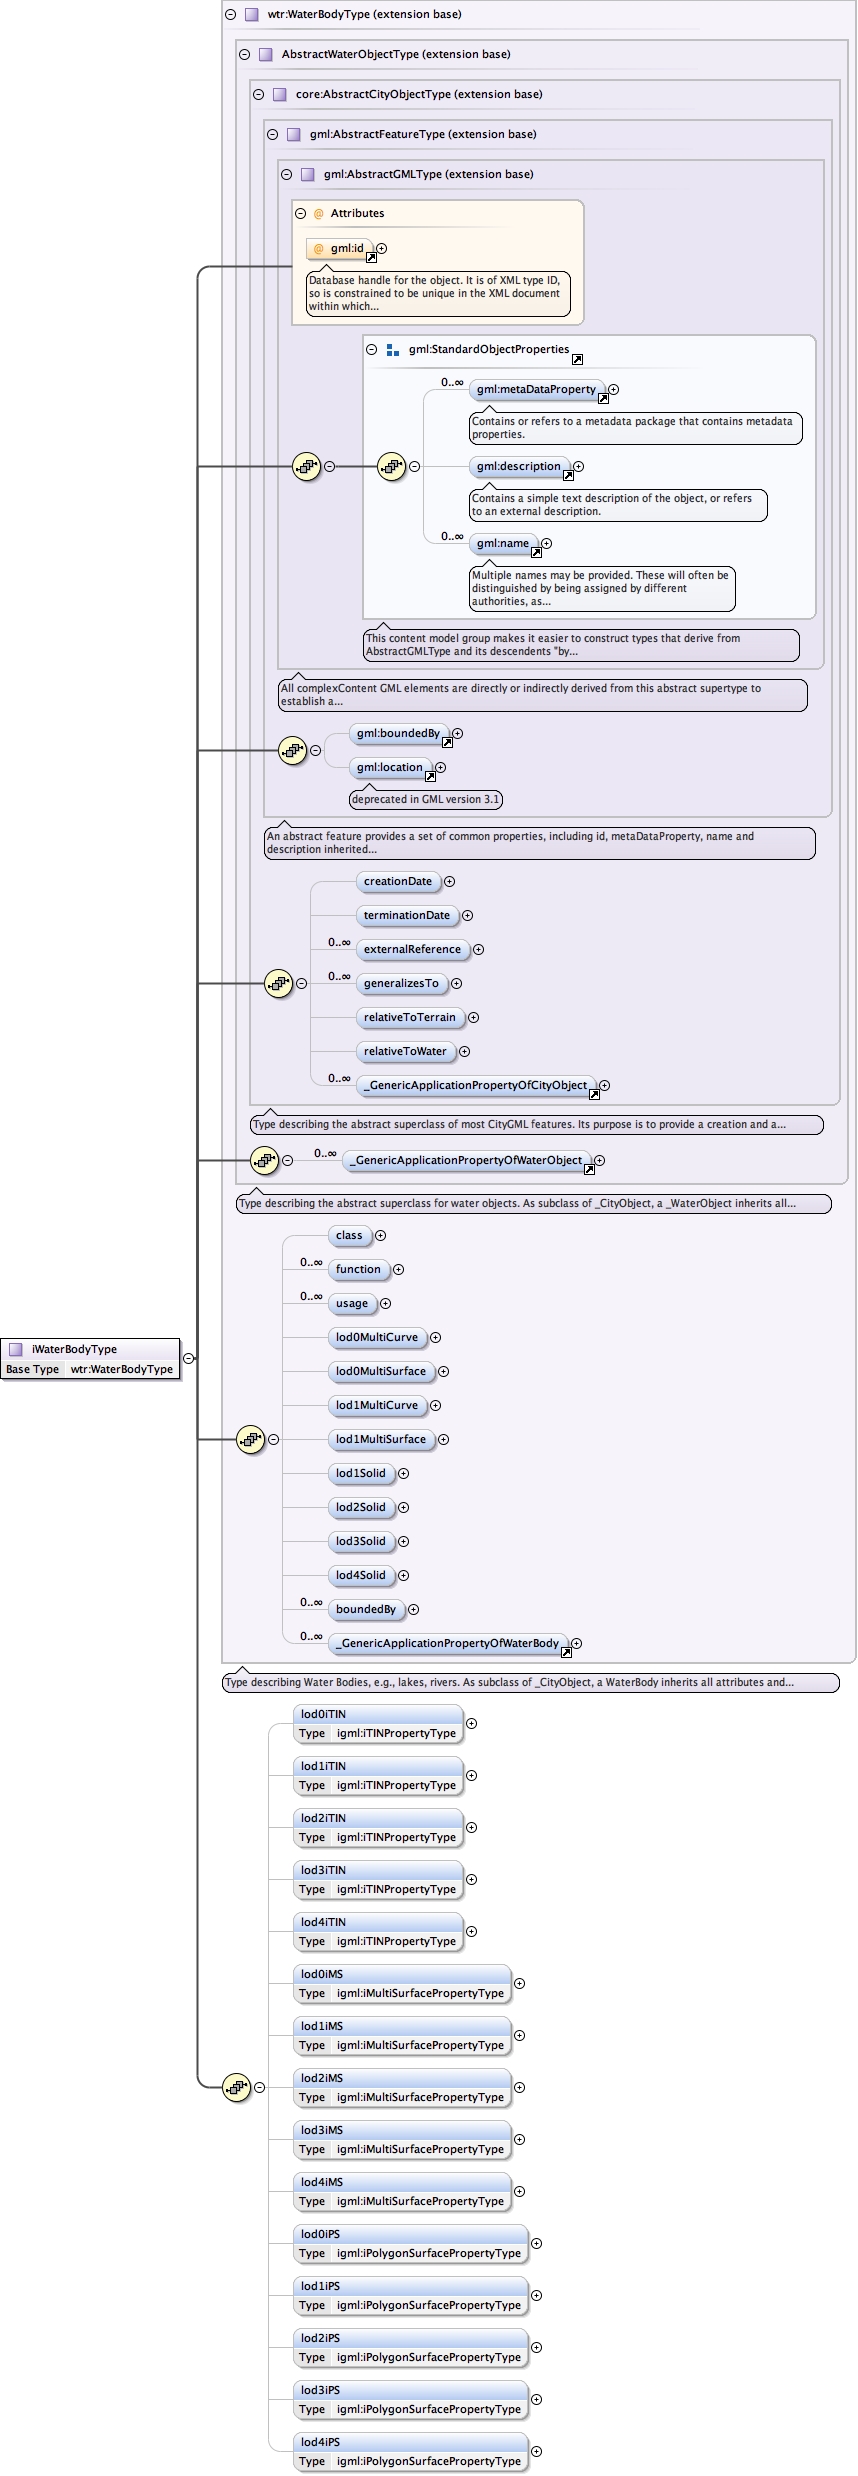 wtr:WaterBodyType (extension base)
AbstractWaterObjectType (extension base)
core:AbstractCityObjectType (extension base)
gml:AbstractFeatureType (extension base)
gml:AbstractGMLType (extension base)
@ Attributes
@ gml:id
Database handle for the object. It is of XML type ID,
so is constrained to be unique in the XML document
within which...
gml:StandardObjectProperties
0..∞ gml:metaDataProperty
Contains or refers to a metadata package that contains metadata
properties.
gml:description
Contains a simple text description of the object, or refers
to an external description.
0..∞ gml:name
Multiple names may be provided. These will often be
distinguished by being assigned by different
authorities, as...
This content model group makes it easier to construct types that derive from
AbstractGMLType and its descendents "by...
All complexContent GML elements are directly or indirectly derived from this abstract supertype to
establish a...
gml:boundedBy
gml:location
deprecated in GML version 3.1
An abstract feature provides a set of common properties, including id, metaDataProperty, name and
description inherited...
creationDate
terminationDate
0..∞ externalReference
0..∞ generalizesTo
relativeToTerrain
relativeToWater
0..∞ _GenericApplicationPropertyOfCityObject
Type describing the abstract superclass of most CityGML features. Its purpose is to provide a creation and a...
0..∞ _GenericApplicationPropertyOfWaterObject
Type describing the abstract superclass for water objects. As subclass of _CityObject, a _WaterObject inherits all...
class
0..∞ function
0..∞ usage
lod0MultiCurve
iWaterBodyType
Base Type wtr:WaterBodyType
lod0MultiSurface
lod1MultiCurve
lod1MultiSurface
lod1Solid
lod2Solid
lod3Solid
lod4Solid
0..∞ boundedBy
0..∞ _GenericApplicationPropertyOfWaterBody
Type describing Water Bodies, e.g., lakes, rivers. As subclass of _CityObject, a WaterBody inherits all attributes and...
lod0iTIN
Type igml:iTINPropertyType
lod1iTIN
Type igml:iTINPropertyType
lod2iTIN
Type igml:iTINPropertyType
lod3iTIN
Type igml:iTINPropertyType
lod4iTIN
Type igml:iTINPropertyType
lod0iMS
Type igml:iMultiSurfacePropertyType
lod1iMS
Type igml:iMultiSurfacePropertyType
lod2iMS
Type igml:iMultiSurfacePropertyType
lod3iMS
Type igml:iMultiSurfacePropertyType
lod4iMS
Type igml:iMultiSurfacePropertyType
lod0iPS
Type igml:iPolygonSurfacePropertyType
lod1iPS
Type igml:iPolygonSurfacePropertyType
lod2iPS
Type igml:iPolygonSurfacePropertyType
lod3iPS
Type igml:iPolygonSurfacePropertyType
lod4iPS
Type igml:iPolygonSurfacePropertyType